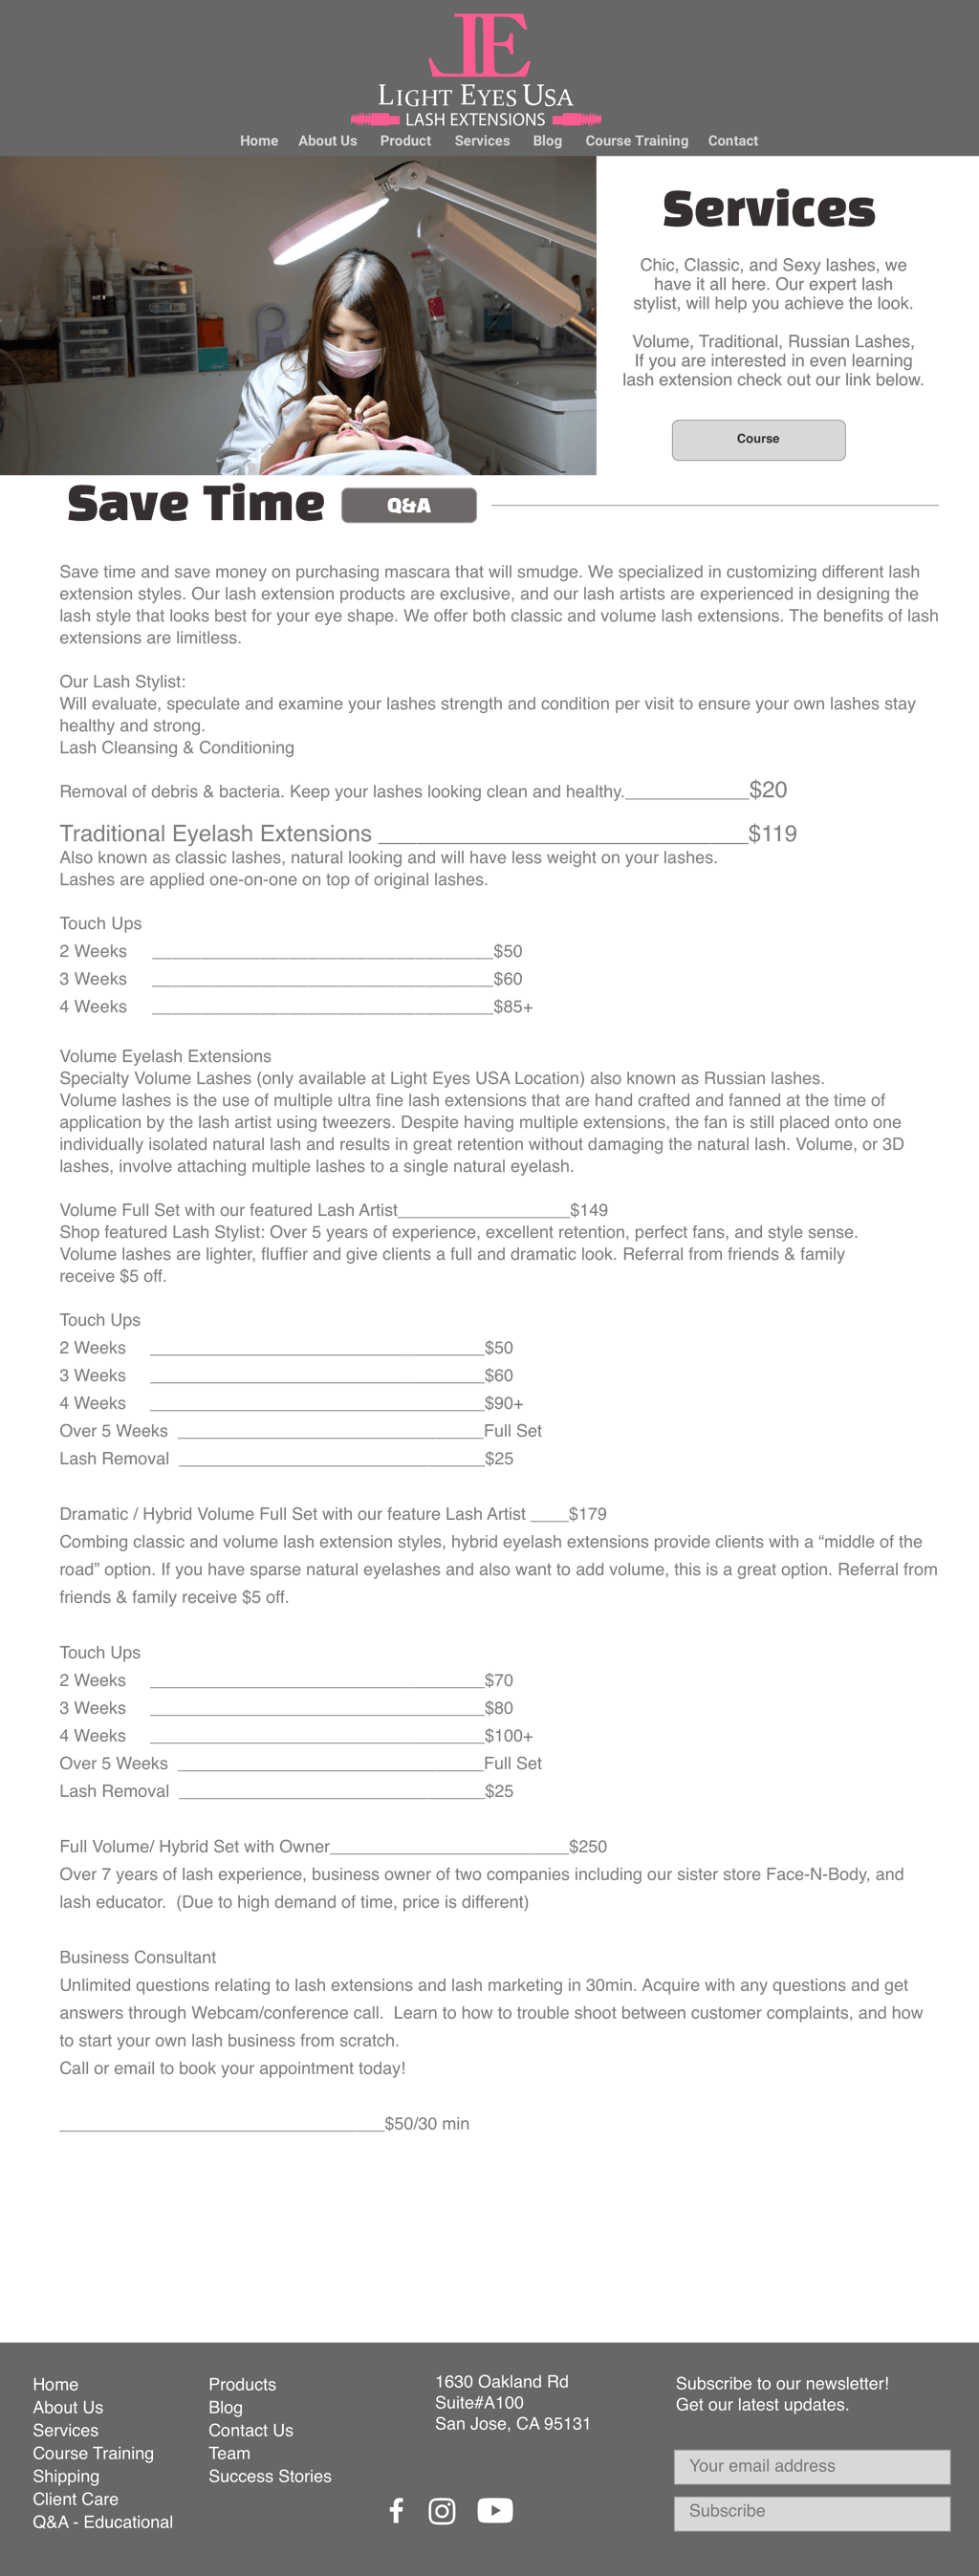 LE
LIGHT EYES USA
LASH EXTENSIONS
Home About Us Product Services Blog Course Training Contact
Services
Chic, Classic, and Sexy lashes, we
have it all here. Our expert lash
stylist, will help you achieve the look.
Volume, Traditional, Russian Lashes,
If you are interested in even learning
lash extension check out our link below.
Course
Save Time Q&A
Save time and save money on purchasing mascara that will smudge. We specialized in customizing different lash
extension styles. Our lash extension products are exclusive, and our lash artists are experienced in designing the
lash style that looks best for your eye shape. We offer both classic and volume lash extensions. The benefits of lash
extensions are limitless.
Our Lash Stylist:
Will evaluate, speculate and examine your lashes strength and condition per visit to ensure your own lashes stay
healthy and strong.
Lash Cleansing & Conditioning
Removal of debris & bacteria. Keep your lashes looking clean and healthy._____________$20
Traditional Eyelash Extensions ______________________________$119
Also known as classic lashes, natural looking and will have less weight on your lashes.
Lashes are applied one-on-one on top of original lashes.
Touch Ups
2 Weeks ___________________________________$50
3 Weeks ___________________________________$60
4 Weeks ___________________________________$85+
Volume Eyelash Extensions
Specialty Volume Lashes (only available at Light Eyes USA Location) also known as Russian lashes.
Volume lashes is the use of multiple ultra fine lash extensions that are hand crafted and fanned at the time of
application by the lash artist using tweezers. Despite having multiple extensions, the fan is still placed onto one
individually isolated natural lash and results in great retention without damaging the natural lash. Volume, or 3D
lashes, involve attaching multiple lashes to a single natural eyelash.
Volume Full Set with our featured Lash Artist__________________$149
Shop featured Lash Stylist: Over 5 years of experience, excellent retention, perfect fans, and style sense.
Volume lashes are lighter, fluffier and give clients a full and dramatic look. Referral from friends & family
receive $5 off.
Touch Ups
2 Weeks ___________________________________$50
3 Weeks ___________________________________$60
4 Weeks ___________________________________$90+
Over 5 Weeks ________________________________Full Set
Lash Removal ________________________________$25
Dramatic / Hybrid Volume Full Set with our feature Lash Artist ____$179
Combing classic and volume lash extension styles, hybrid eyelash extensions provide clients with a “middle of the
road” option. If you have sparse natural eyelashes and also want to add volume, this is a great option. Referral from
friends & family receive $5 off.
Touch Ups
2 Weeks ___________________________________$70
3 Weeks ___________________________________$80
4 Weeks ___________________________________$100+
Over 5 Weeks ________________________________Full Set
Lash Removal ________________________________$25
Full Volume/ Hybrid Set with Owner_________________________$250
Over 7 years of lash experience, business owner of two companies including our sister store Face-N-Body, and
lash educator. (Due to high demand of time, price is different)
Business Consultant
Unlimited questions relating to lash extensions and lash marketing in 30min. Acquire with any questions and get
answers through Webcam/conference call. Learn to how to trouble shoot between customer complaints, and how
to start your own lash business from scratch.
Call or email to book your appointment today!
__________________________________$50/30 min
Home
About Us
Services
Course Training
Shipping
Client Care
Q&A - Educational
Products
Blog
Contact Us
Team
Success Stories
1630 Oakland Rd
Suite#A100
San Jose, CA 95131
Subscribe to our newsletter!
Get our latest updates.
Your email address
Subscribe